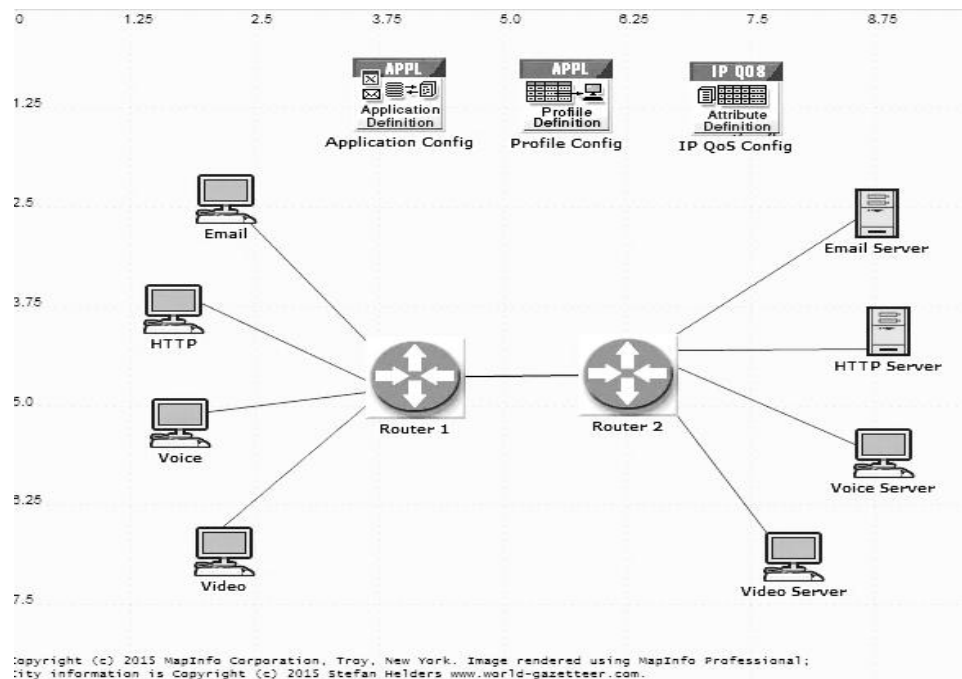 0 1.25 2.5 3.75 5.0 6.25 7.5 8.75
APPL
Application
Definition
Application Config
APPL
Profile
Definition
Profile Config
IP QOS
Attribute
Definition
IP QoS Config
1.25
2.5
Email
Email Server
3.75
HTTP
HTTP Server
5.0
Router 1
Router 2
Voice
Voice Server
6.25
Video
Video Server
7.5
Copyright (c) 2015 MapInfo Corporation, Troy, New York. Image rendered using MapInfo Professional;
City information is Copyright (c) 2015 Stefan Helders www.world-gazetteer.com.